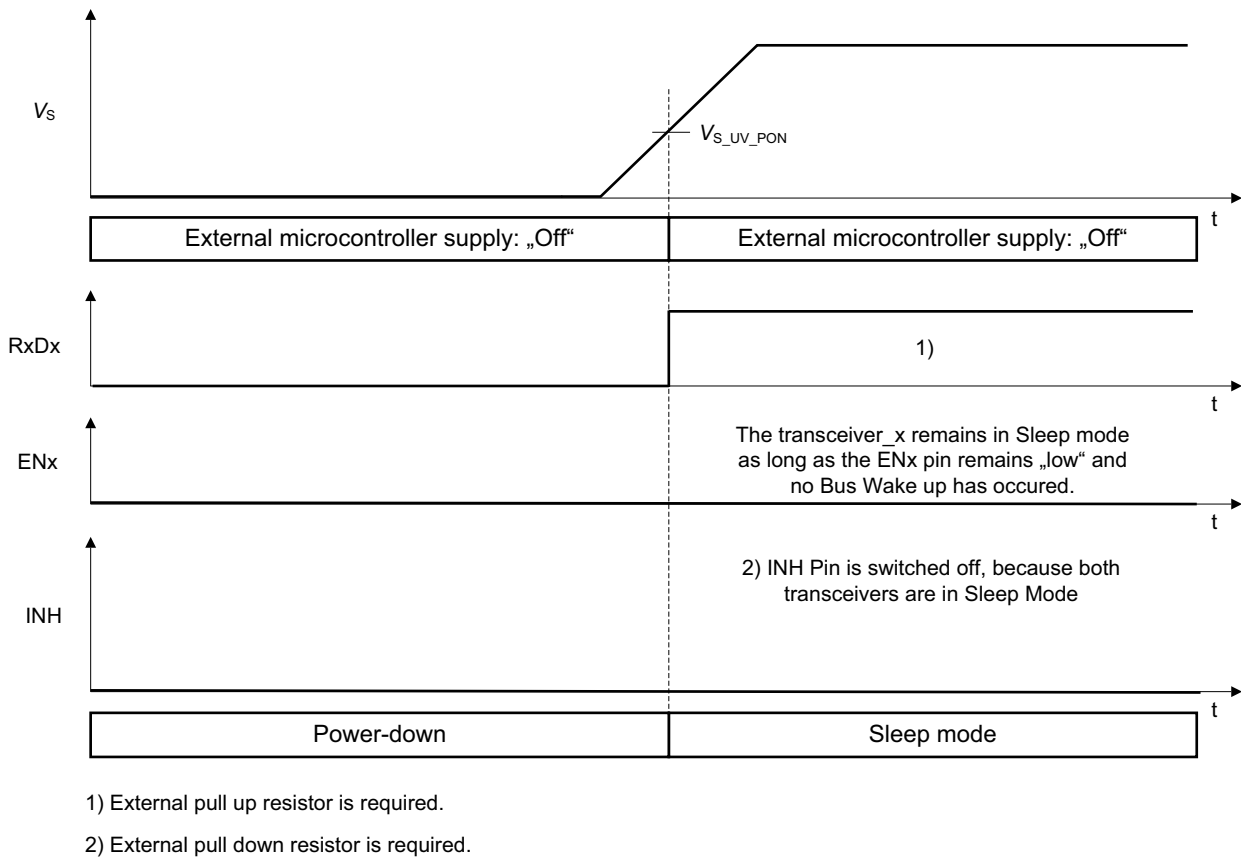 V_S
V_S_UV_PON
t
External microcontroller supply: „Off“ External microcontroller supply: „Off“
RxDx
1)
t
ENx
The transceiver_x remains in Sleep mode
as long as the ENx pin remains „low“ and
no Bus Wake up has occured.
t
INH
2) INH Pin is switched off, because both
transceivers are in Sleep Mode
t
Power-down Sleep mode
1) External pull up resistor is required.
2) External pull down resistor is required.